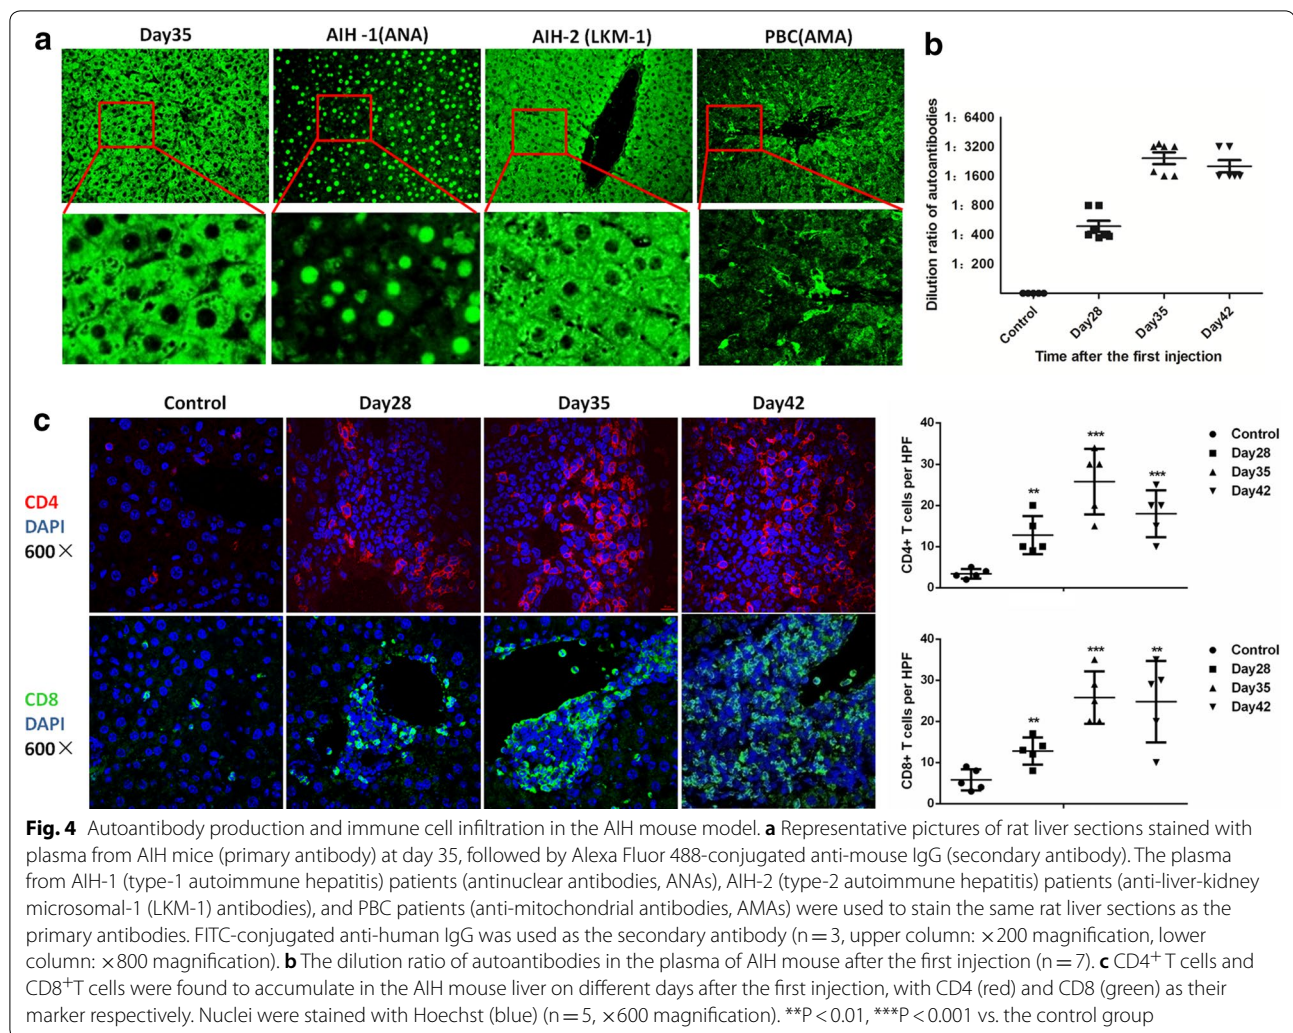 a
Day35
AIH -1(ANA)
AIH-2 (LKM-1)
PBC(AMA)
b
Dilution ratio of autoantibodies
1: 6400
1: 3200
1: 1600
1: 800
1: 400
1: 200
Control
Day28
Day35
Day42
Time after the first injection
c
Control
Day28
Day35
Day42
CD4
DAPI
600×
CD8
DAPI
600×
CD4+ T cells per HPF
40
30
20
10
0
**
***
***
Control
Day28
Day35
Day42
CD8+ T cells per HPF
40
30
20
10
0
**
***
**
Control
Day28
Day35
Day42
Fig. 4 Autoantibody production and immune cell infiltration in the AIH mouse model. a Representative pictures of rat liver sections stained with
plasma from AIH mice (primary antibody) at day 35, followed by Alexa Fluor 488-conjugated anti-mouse IgG (secondary antibody). The plasma
from AIH-1 (type-1 autoimmune hepatitis) patients (antinuclear antibodies, ANAs), AIH-2 (type-2 autoimmune hepatitis) patients (anti-liver-kidney
microsomal-1 (LKM-1) antibodies), and PBC patients (anti-mitochondrial antibodies, AMAs) were used to stain the same rat liver sections as the
primary antibodies. FITC-conjugated anti-human IgG was used as the secondary antibody (n = 3, upper column: ×200 magnification, lower
column: ×800 magnification). b The dilution ratio of autoantibodies in the plasma of AIH mouse after the first injection (n = 7). c CD4+ T cells and
CD8+T cells were found to accumulate in the AIH mouse liver on different days after the first injection, with CD4 (red) and CD8 (green) as their
marker respectively. Nuclei were stained with Hoechst (blue) (n = 5, ×600 magnification). **P < 0.01, ***P < 0.001 vs. the control group